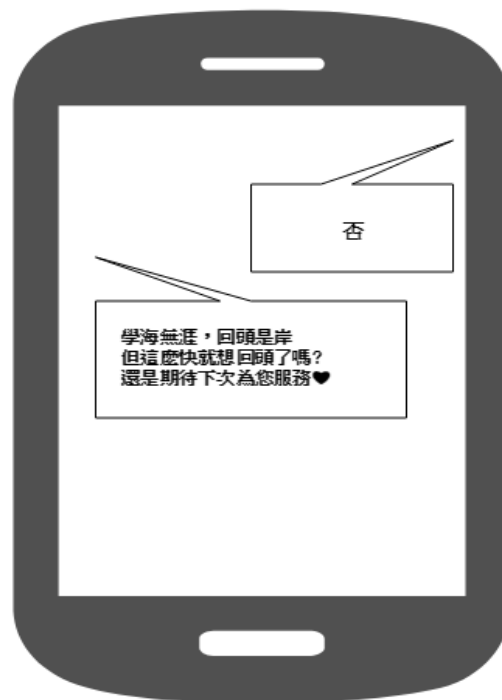 否
學海無涯，回頭是岸
但這麼快就想回頭了嗎?
還是期待下次為您服務♥